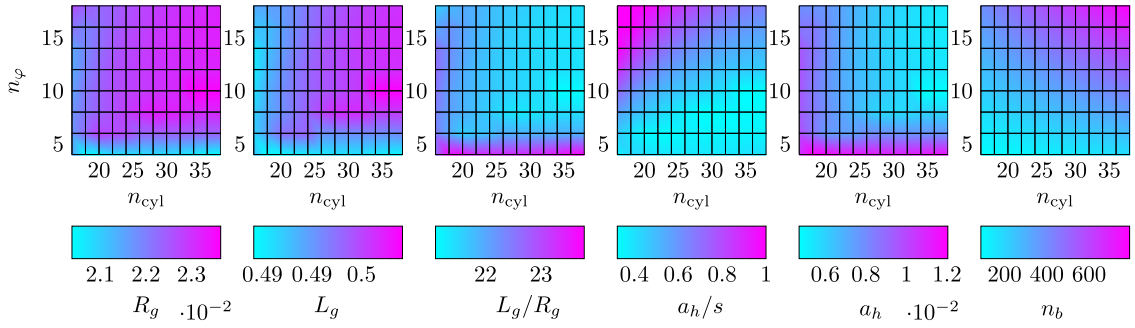 15 15 15 15 15 15
n_φ 10 10 10 10 10 10
5 5 5 5 5 5
20 25 30 35 20 25 30 35 20 25 30 35 20 25 30 35 20 25 30 35 20 25 30 35
n_cyl n_cyl n_cyl n_cyl n_cyl n_cyl
2.1 2.2 2.3 0.49 0.49 0.5 22 23 0.4 0.6 0.8 1 0.6 0.8 1 1.2 200 400 600
R_g ·10⁻² L_g L_g/R_g a_h/s a_h ·10⁻² n_b